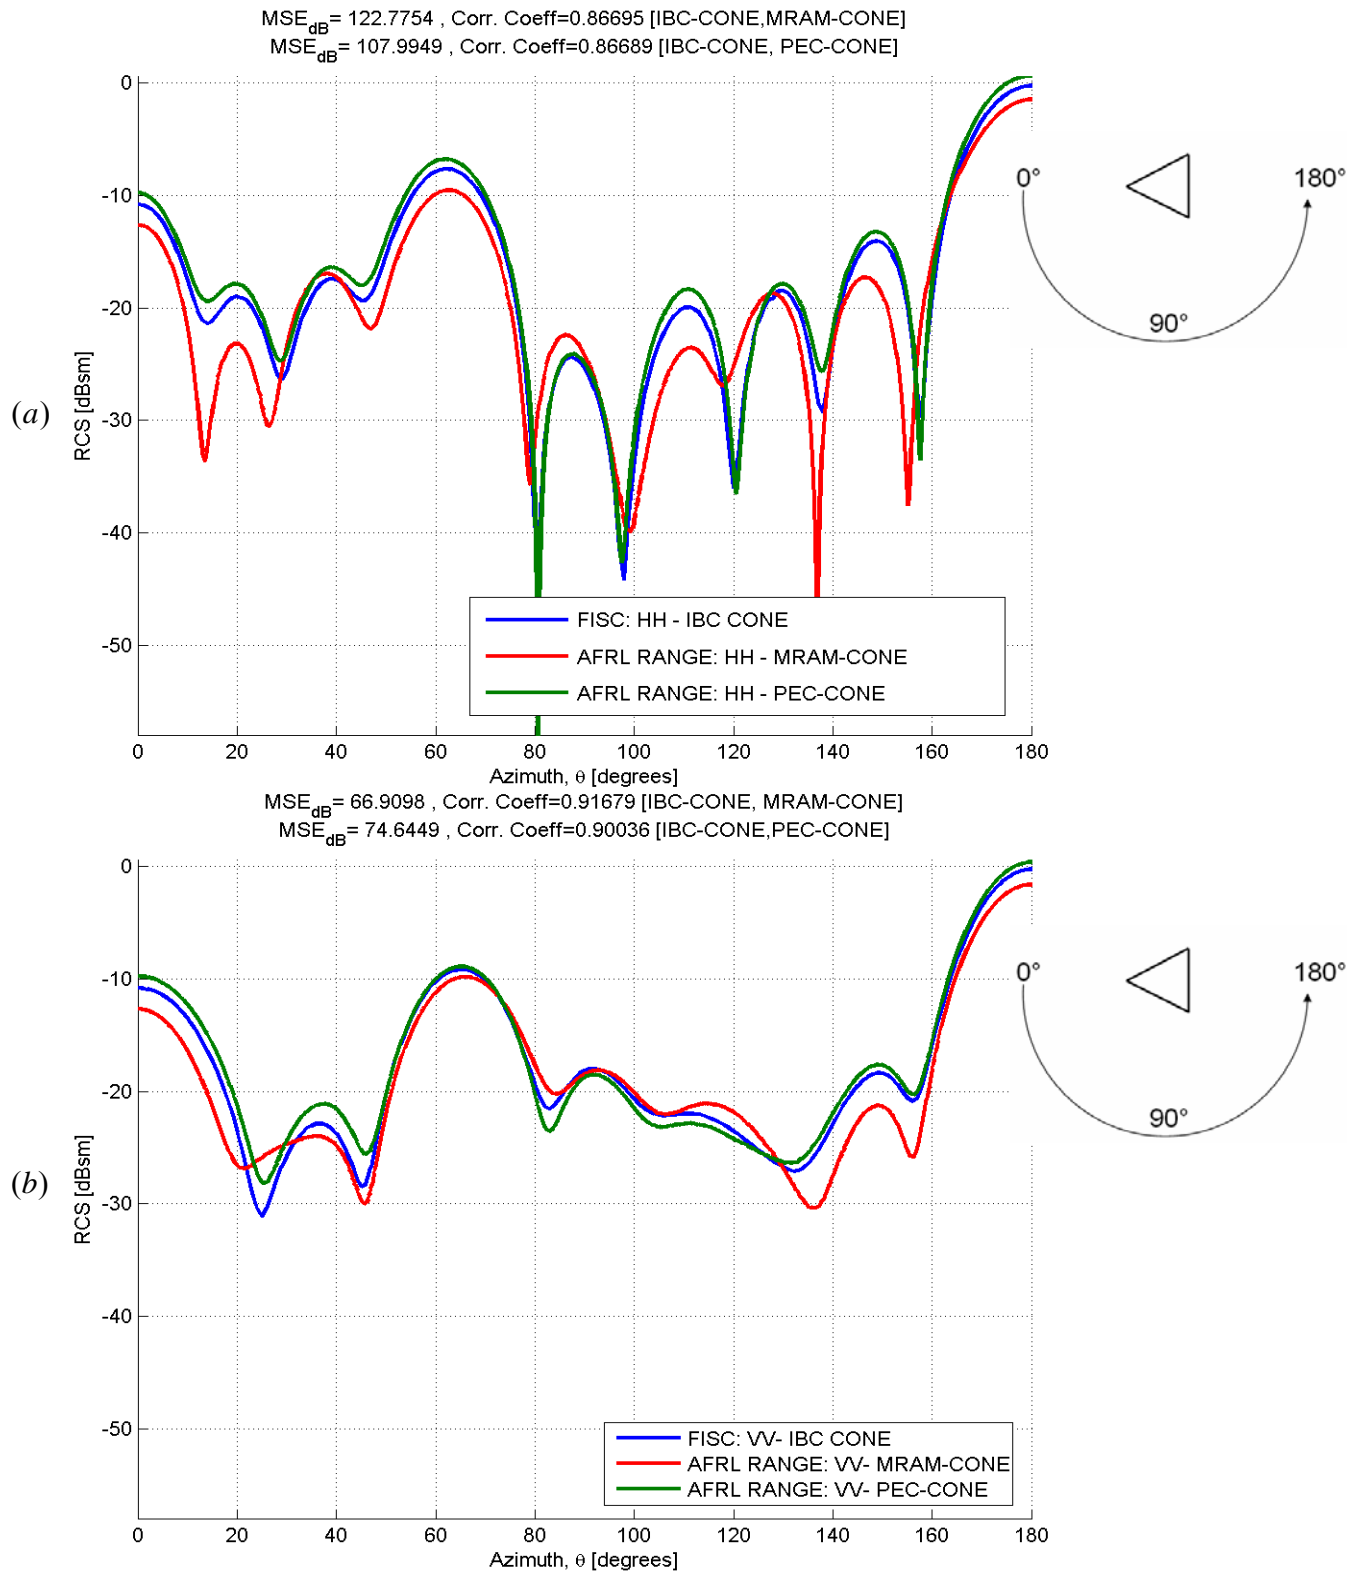 MSE_dB= 122.7754 , Corr. Coeff=0.86695 [IBC-CONE,MRAM-CONE]
MSE_dB= 107.9949 , Corr. Coeff=0.86689 [IBC-CONE, PEC-CONE]
(a)
RCS [dBsm]
0
-10
-20
-30
-40
-50
FISC: HH - IBC CONE
AFRL RANGE: HH - MRAM-CONE
AFRL RANGE: HH - PEC-CONE
0 20 40 60 80 100 120 140 160 180
Azimuth, θ [degrees]
0° 180°
90°
MSE_dB= 66.9098 , Corr. Coeff=0.91679 [IBC-CONE, MRAM-CONE]
MSE_dB= 74.6449 , Corr. Coeff=0.90036 [IBC-CONE,PEC-CONE]
(b)
RCS [dBsm]
0
-10
-20
-30
-40
-50
FISC: VV- IBC CONE
AFRL RANGE: VV- MRAM-CONE
AFRL RANGE: VV- PEC-CONE
0 20 40 60 80 100 120 140 160 180
Azimuth, θ [degrees]
0° 180°
90°